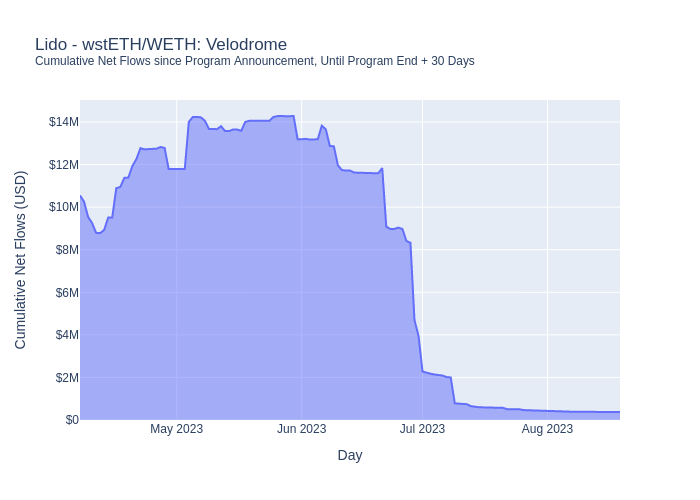 Lido - wstETH/WETH: Velodrome
Cumulative Net Flows since Program Announcement, Until Program End + 30 Days
Cumulative Net Flows (USD)
$14M
$12M
$10M
$8M
$6M
$4M
$2M
$0
May 2023
Jun 2023
Jul 2023
Aug 2023
Day